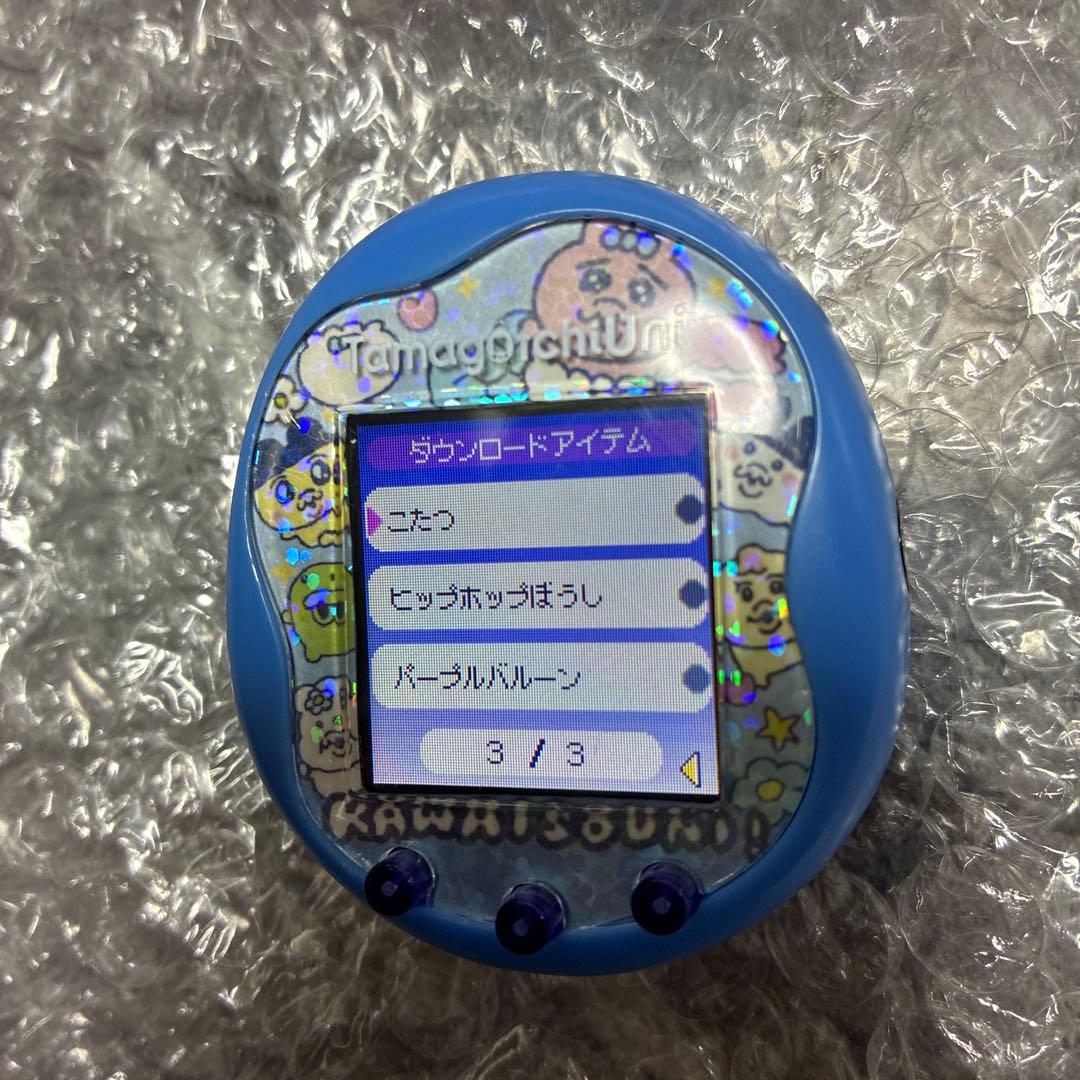 TamagotchiUni
ダウンロードアイテム
こたつ
ヒップホップぼうし
パープルバルーン
3 / 3